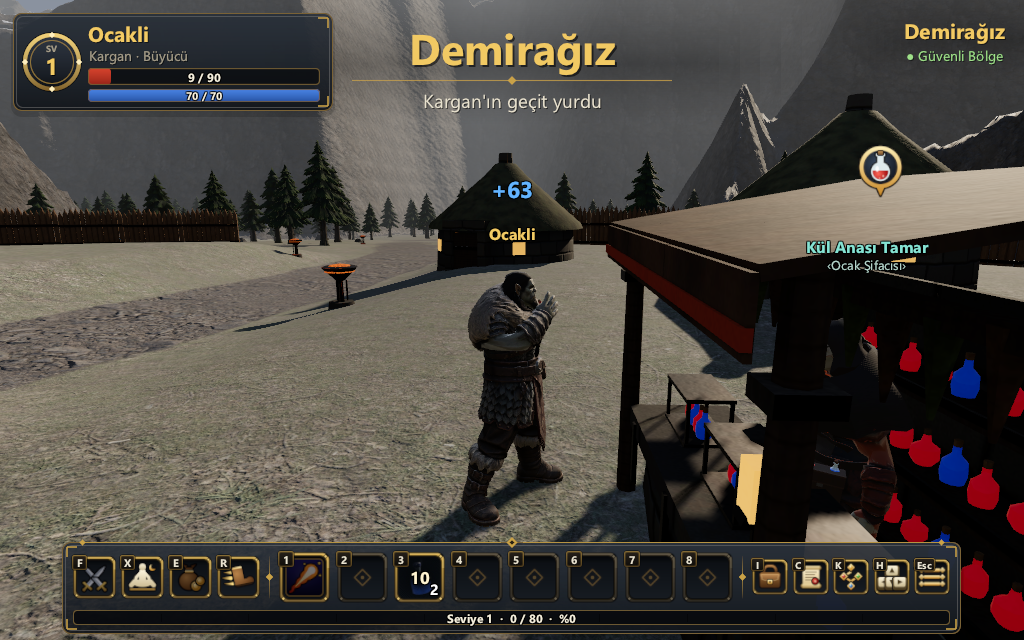 SV
1
Ocakli
Kargan · Büyücü
9 / 90
70 / 70
Demirağız
Kargan'ın geçit yurdu
Demirağız
Güvenli Bölge
+63
Ocakli
Kül Anası Tamar
‹Ocak Şifacısı›
F
X
E
R
1
2
3
10
2
4
5
6
7
8
I
C
K
H
Esc
Seviye 1 · 0 / 80 · %0